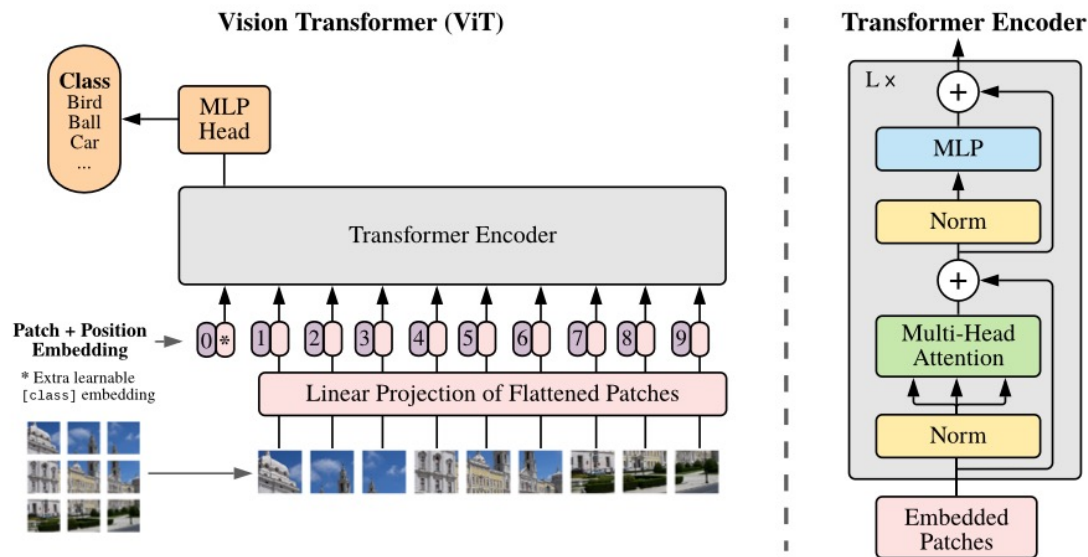 Vision Transformer (ViT)
Class
Bird
Ball
Car
...
MLP
Head
Transformer Encoder
Patch + Position
Embedding
* Extra learnable
[class] embedding
0 * 1 2 3 4 5 6 7 8 9
Linear Projection of Flattened Patches
Transformer Encoder
L ×
+
MLP
Norm
+
Multi-Head
Attention
Norm
Embedded
Patches